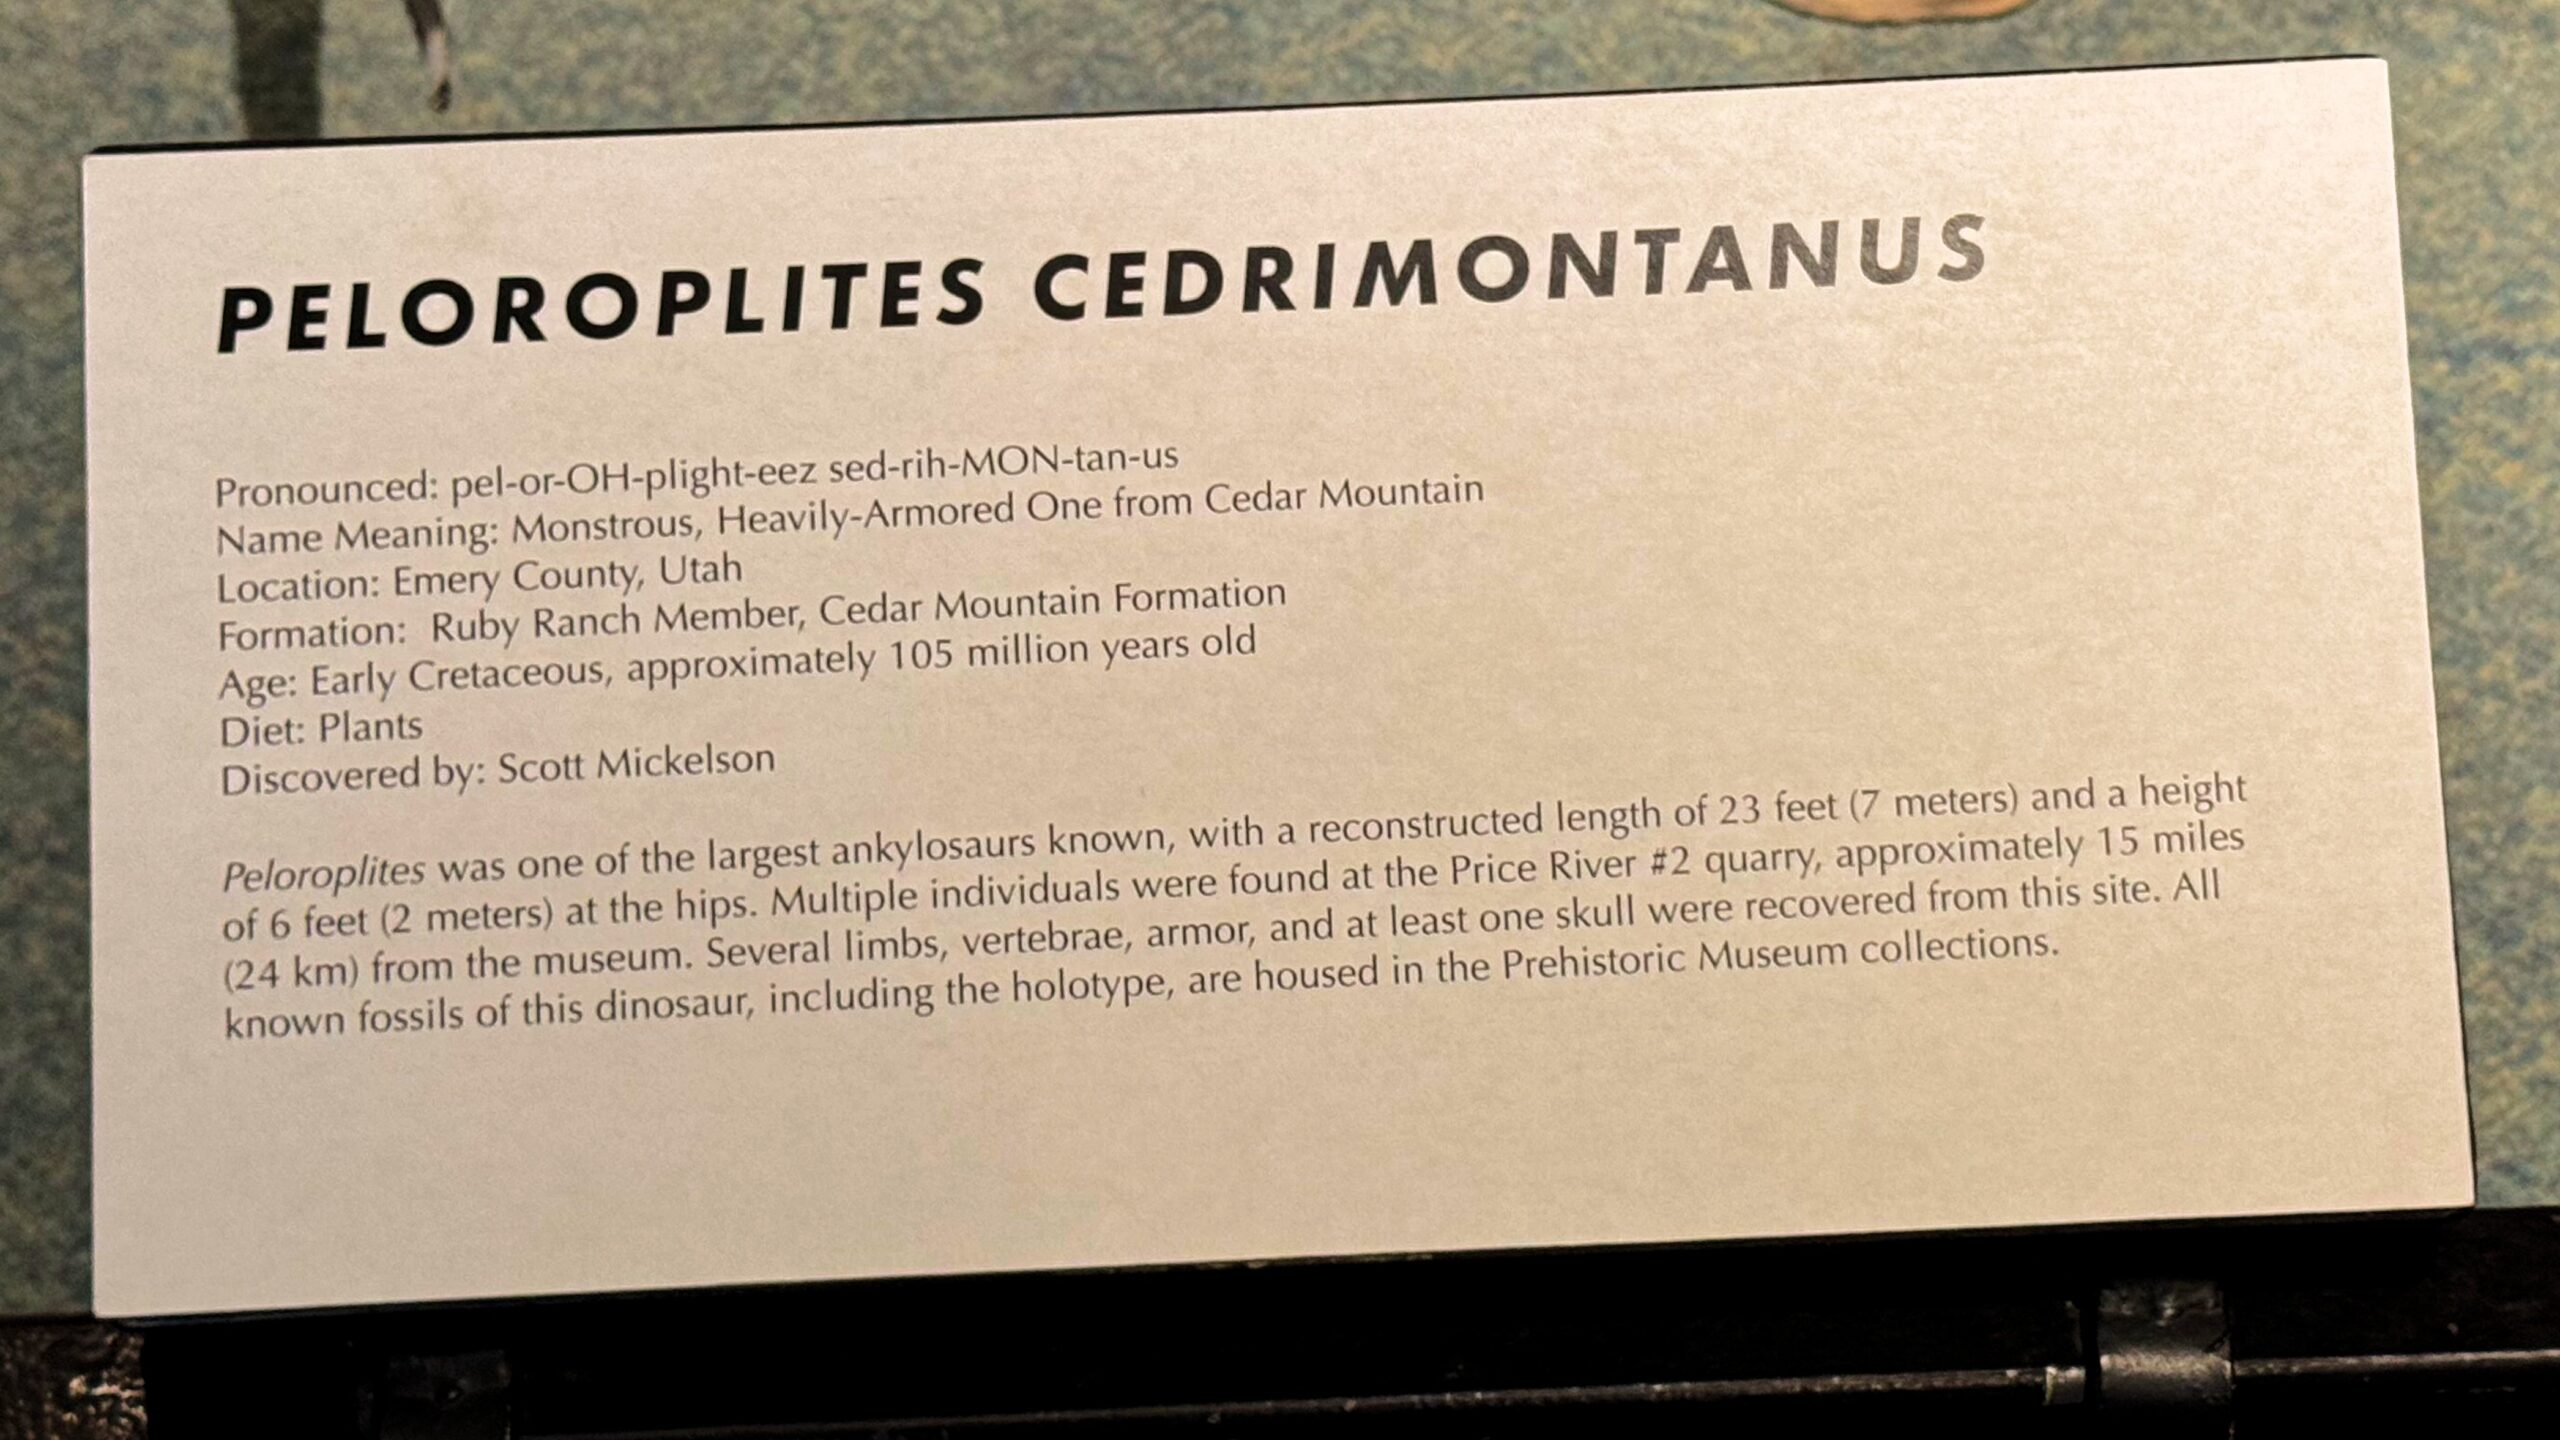 PELOROPLITES CEDRIMONTANUS
Pronounced: pel-or-OH-plight-eez sed-rih-MON-tan-us
Name Meaning: Monstrous, Heavily-Armored One from Cedar Mountain
Location: Emery County, Utah
Formation:  Ruby Ranch Member, Cedar Mountain Formation
Age: Early Cretaceous, approximately 105 million years old
Diet: Plants
Discovered by: Scott Mickelson
Peloroplites was one of the largest ankylosaurs known, with a reconstructed length of 23 feet (7 meters) and a height
of 6 feet (2 meters) at the hips. Multiple individuals were found at the Price River #2 quarry, approximately 15 miles
(24 km) from the museum. Several limbs, vertebrae, armor, and at least one skull were recovered from this site. All
known fossils of this dinosaur, including the holotype, are housed in the Prehistoric Museum collections.